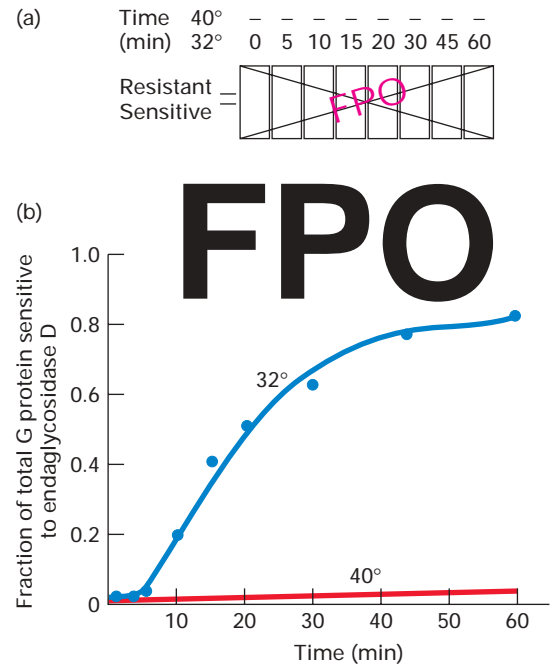 (a) Time 40° – – – – – – – –
(min) 32° 0 5 10 15 20 30 45 60
Resistant
Sensitive
FPO
(b) FPO
1.0
0.8
0.6
0.4
0.2
0
Fraction of total G protein sensitive
to endaglycosidase D
32°
40°
10 20 30 40 50 60
Time (min)